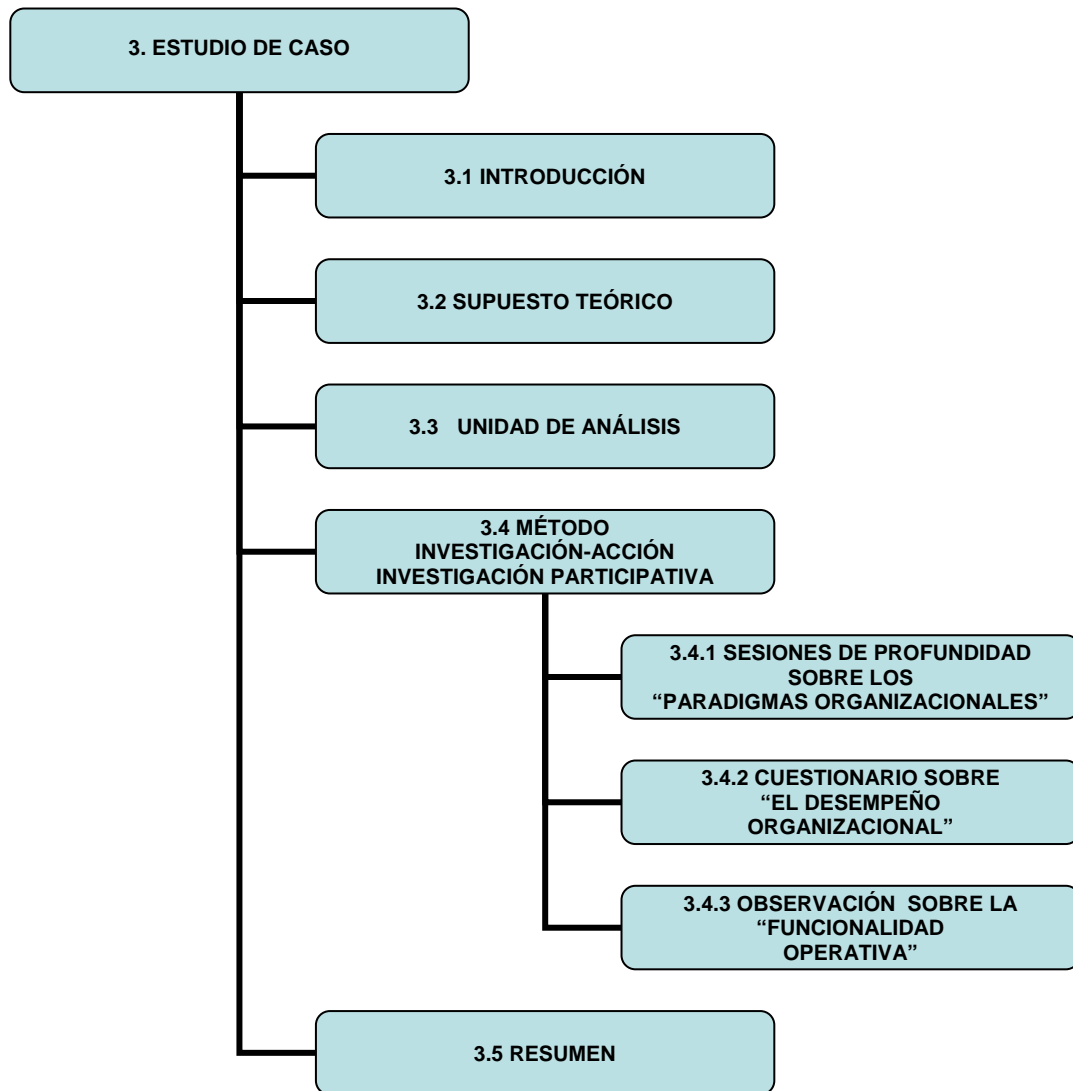 3. ESTUDIO DE CASO
3.1 INTRODUCCIÓN
3.2 SUPUESTO TEÓRICO
3.3 UNIDAD DE ANÁLISIS
3.4 MÉTODO
INVESTIGACIÓN-ACCIÓN
INVESTIGACIÓN PARTICIPATIVA
3.4.1 SESIONES DE PROFUNDIDAD
SOBRE LOS
“PARADIGMAS ORGANIZACIONALES”
3.4.2 CUESTIONARIO SOBRE
“EL DESEMPEÑO
ORGANIZACIONAL”
3.4.3 OBSERVACIÓN SOBRE LA
“FUNCIONALIDAD
OPERATIVA”
3.5 RESUMEN